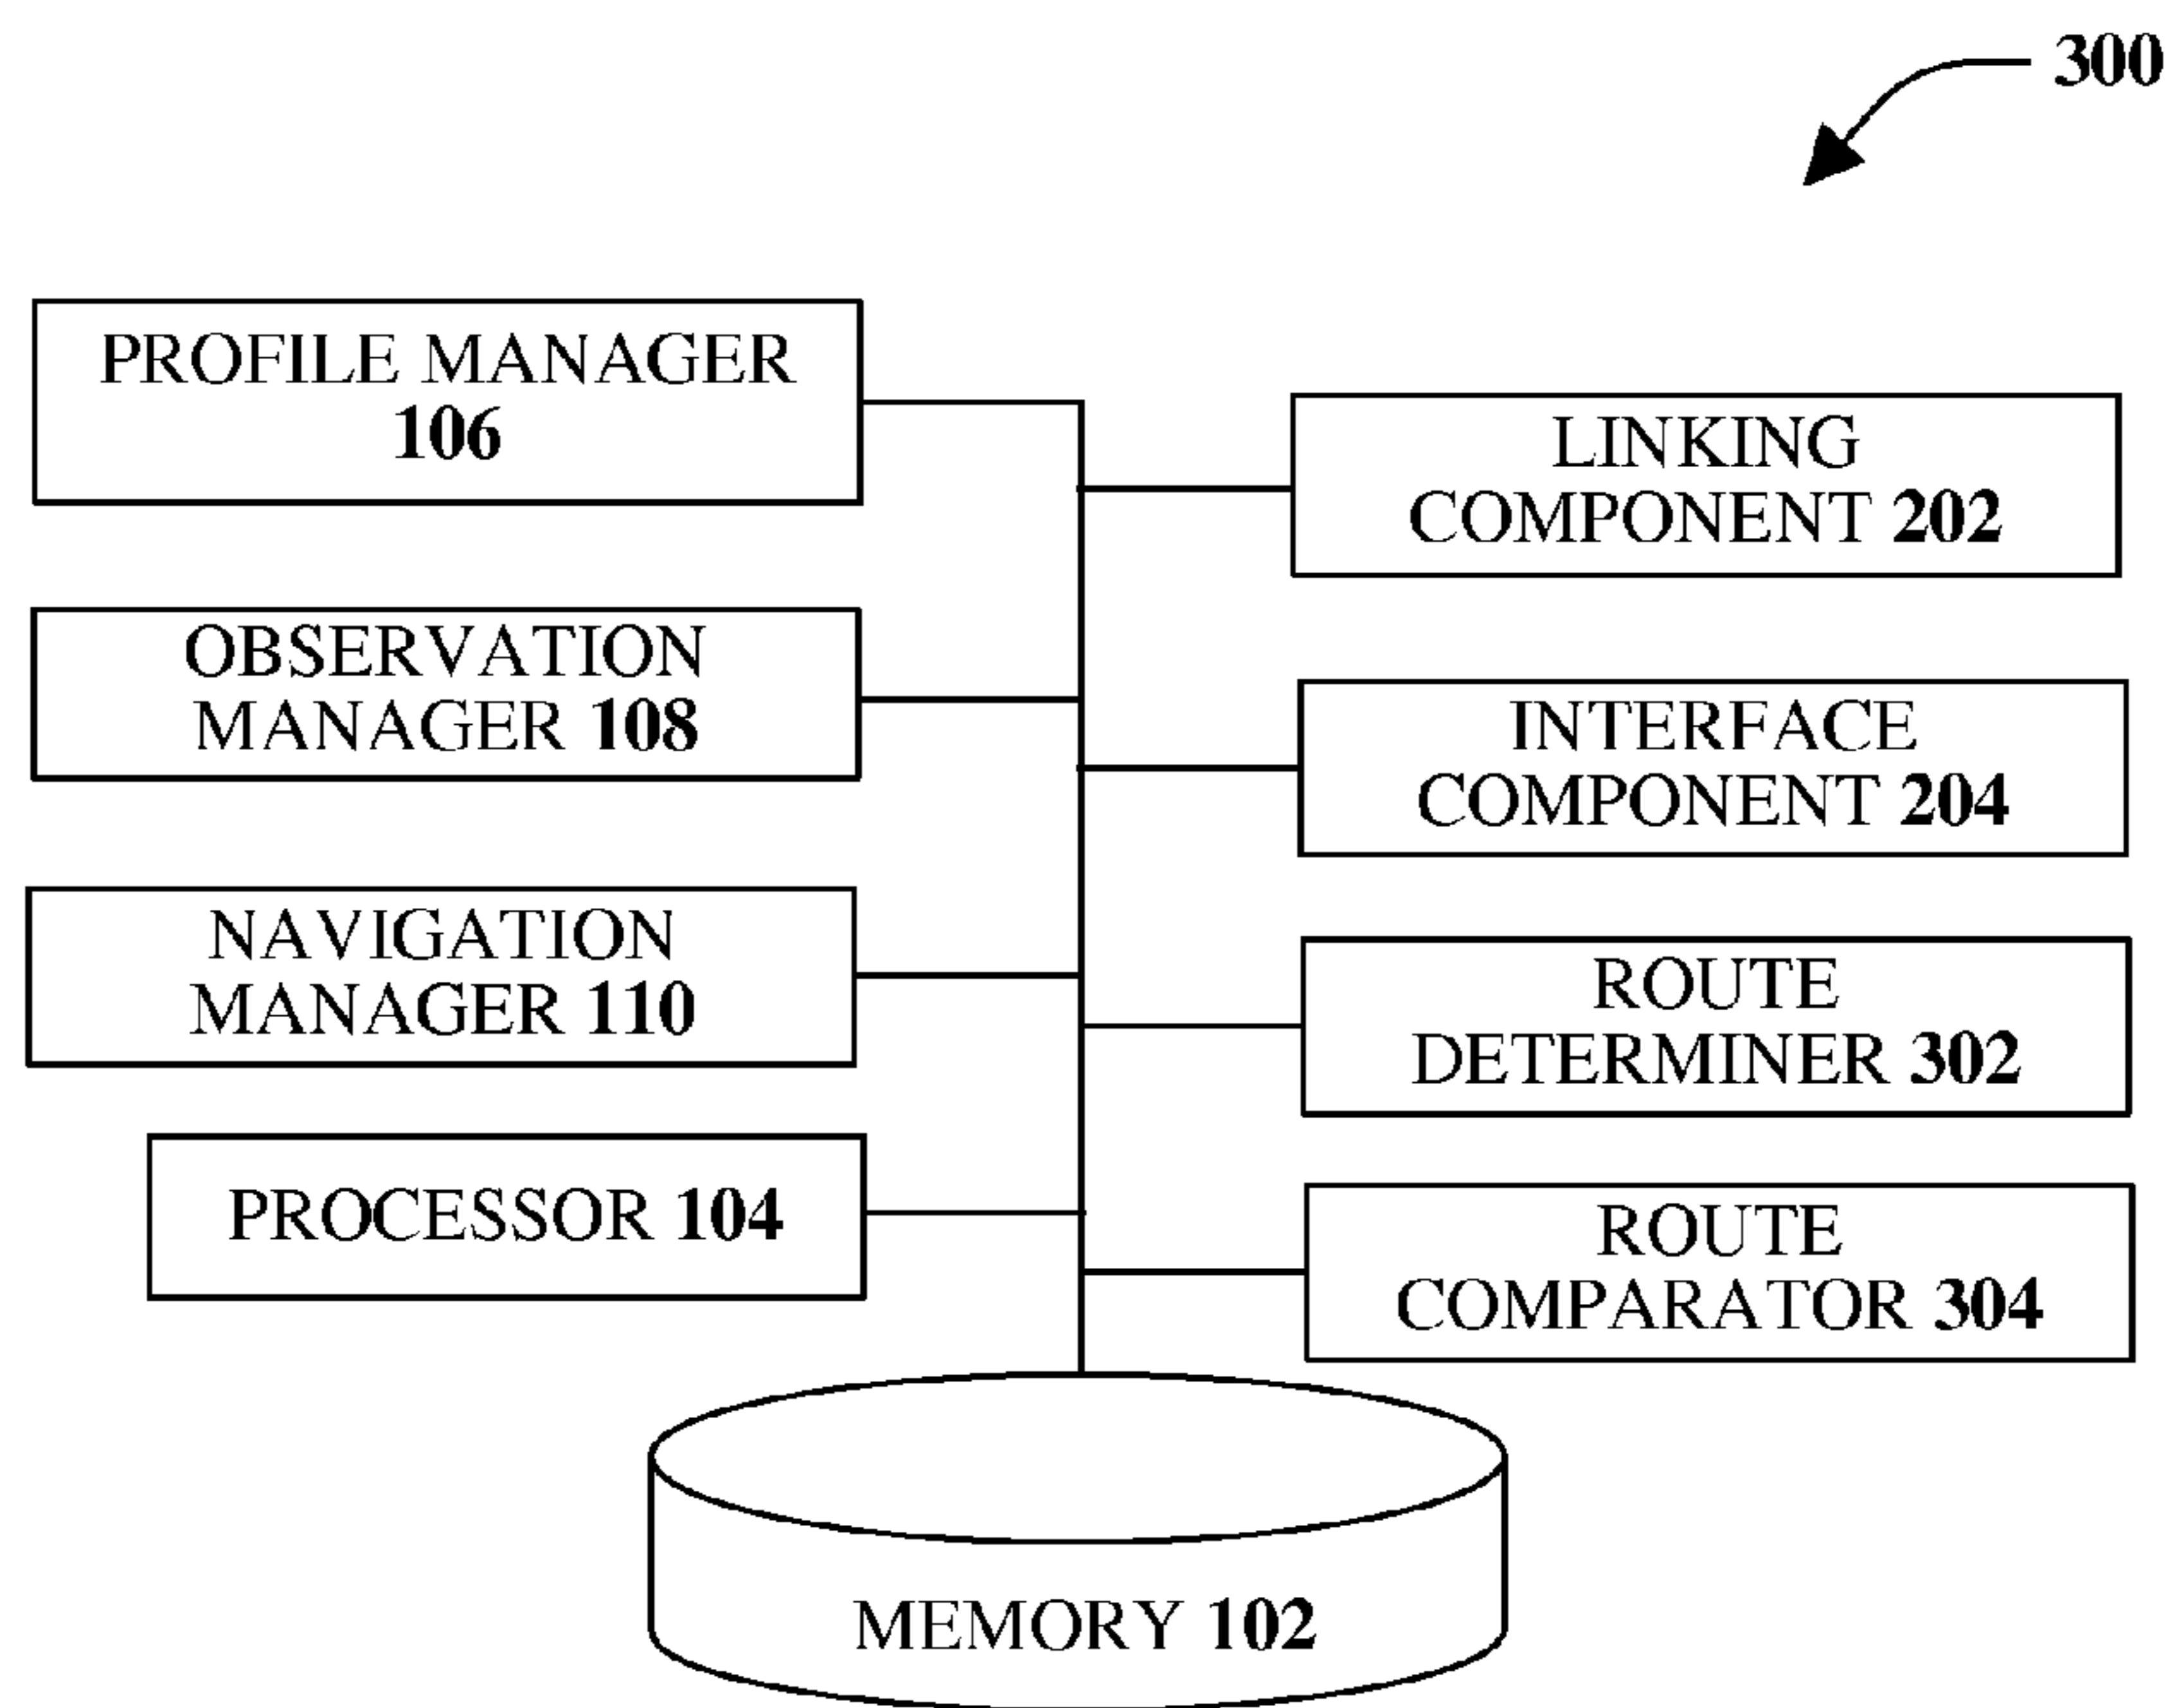 300
PROFILE MANAGER
106
LINKING
COMPONENT 202
OBSERVATION
MANAGER 108
INTERFACE
COMPONENT 204
NAVIGATION
MANAGER 110
ROUTE
DETERMINER 302
PROCESSOR 104
ROUTE
COMPARATOR 304
MEMORY 102